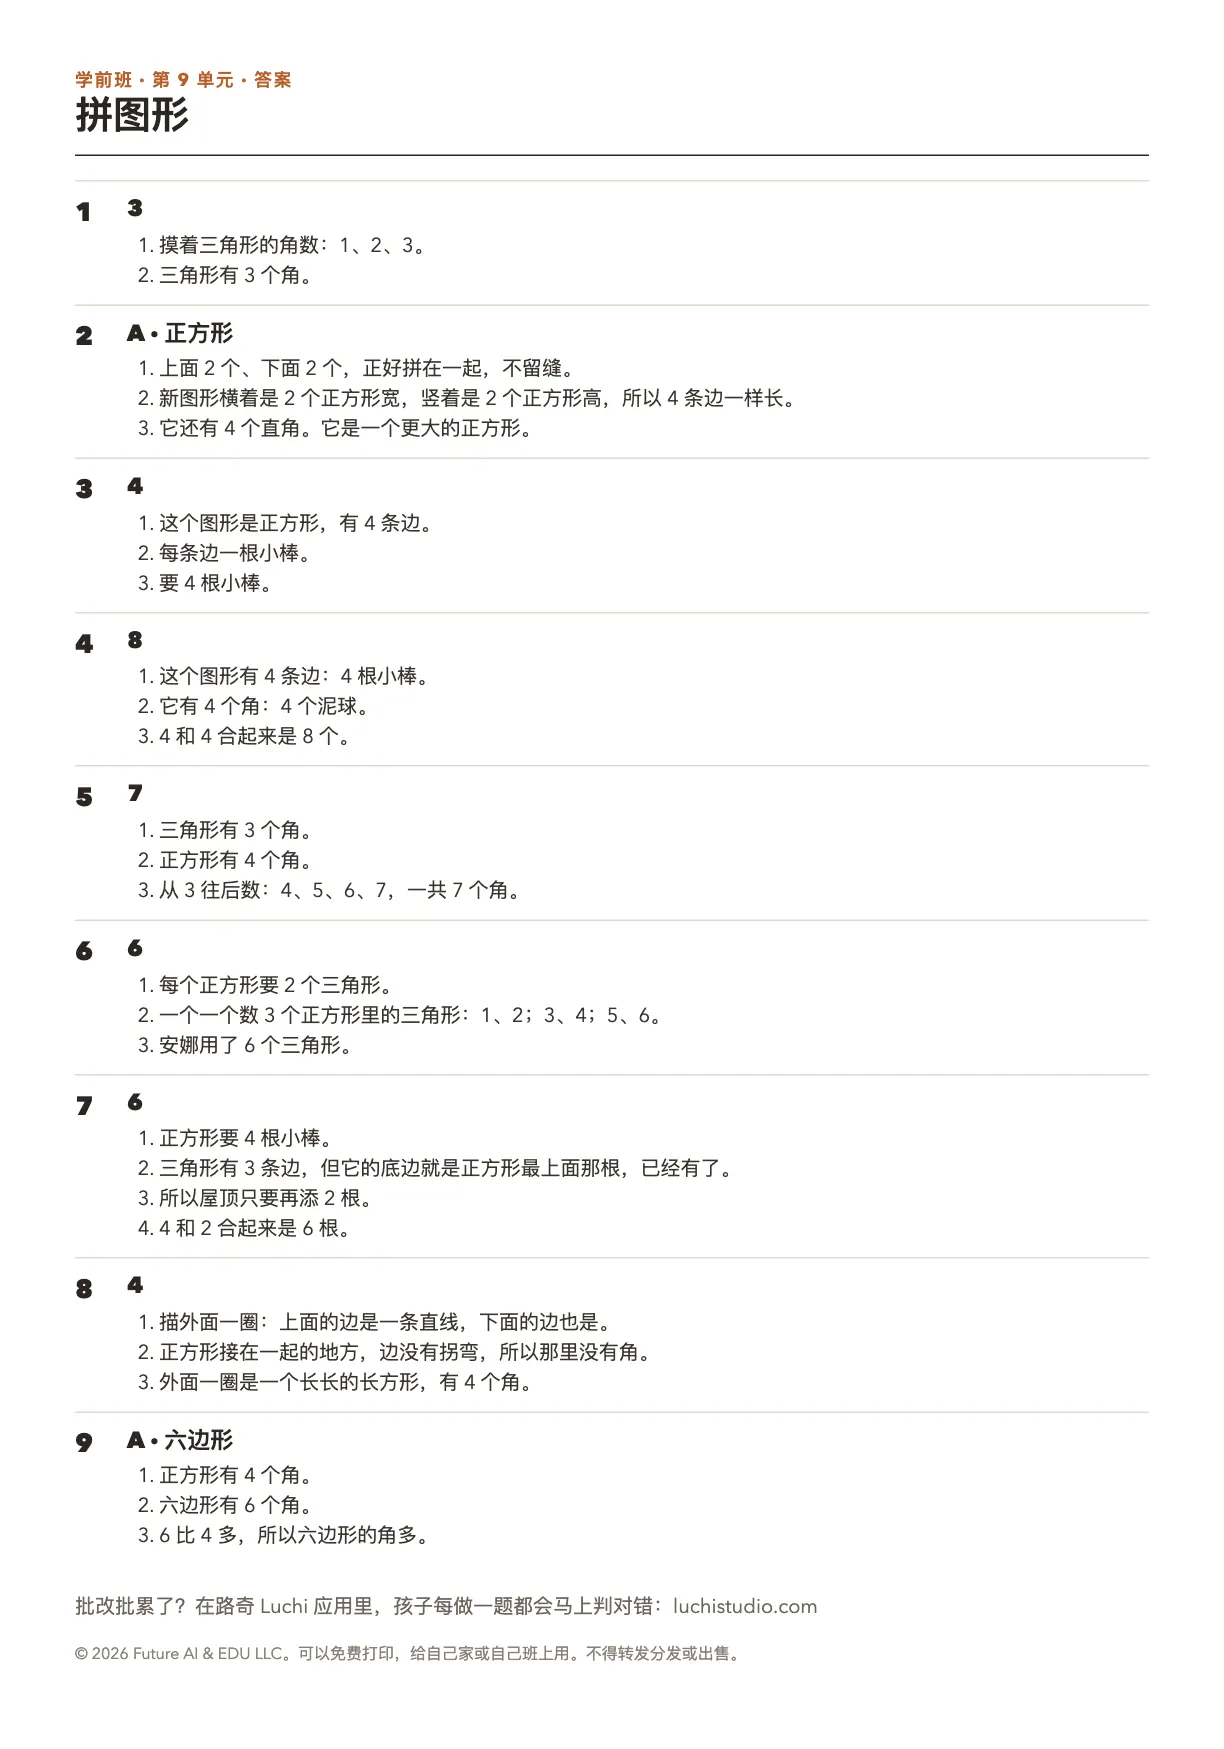 学前班·第 9 单元·答案
拼图形
1 3
1. 摸着三角形的角数：1、2、3。
2. 三角形有 3 个角。
2 A · 正方形
1. 上面 2 个、下面 2 个，正好拼在一起，不留缝。
2. 新图形横着是 2 个正方形宽，竖着是 2 个正方形高，所以 4 条边一样长。
3. 它还有 4 个直角。它是一个更大的正方形。
3 4
1. 这个图形是正方形，有 4 条边。
2. 每条边一根小棒。
3. 要 4 根小棒。
4 8
1. 这个图形有 4 条边：4 根小棒。
2. 它有 4 个角：4 个泥球。
3. 4 和 4 合起来是 8 个。
5 7
1. 三角形有 3 个角。
2. 正方形有 4 个角。
3. 从 3 往后数：4、5、6、7，一共 7 个角。
6 6
1. 每个正方形要 2 个三角形。
2. 一个一个数 3 个正方形里的三角形：1、2；3、4；5、6。
3. 安娜用了 6 个三角形。
7 6
1. 正方形要 4 根小棒。
2. 三角形有 3 条边，但它的底边就是正方形最上面那根，已经有了。
3. 所以屋顶只要再添 2 根。
4. 4 和 2 合起来是 6 根。
8 4
1. 描外面一圈：上面的边是一条直线，下面的边也是。
2. 正方形接在一起的地方，边没有拐弯，所以那里没有角。
3. 外面一圈是一个长长的长方形，有 4 个角。
9 A · 六边形
1. 正方形有 4 个角。
2. 六边形有 6 个角。
3. 6 比 4 多，所以六边形的角多。
批改批累了？在路奇 Luchi 应用里，孩子每做一题都会马上判对错：luchistudio.com
© 2026 Future AI & EDU LLC。可以免费打印，给自己家或自己班上用。不得转发分发或出售。